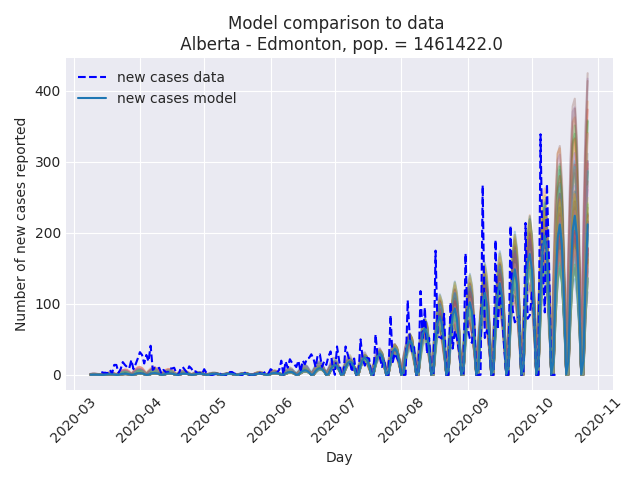 Model comparison to data
Alberta - Edmonton, pop. = 1461422.0
new cases data
new cases model
Number of new cases reported
400
300
200
100
0
2020-03
2020-04
2020-05
2020-06
2020-07
2020-08
2020-09
2020-10
2020-11
Day